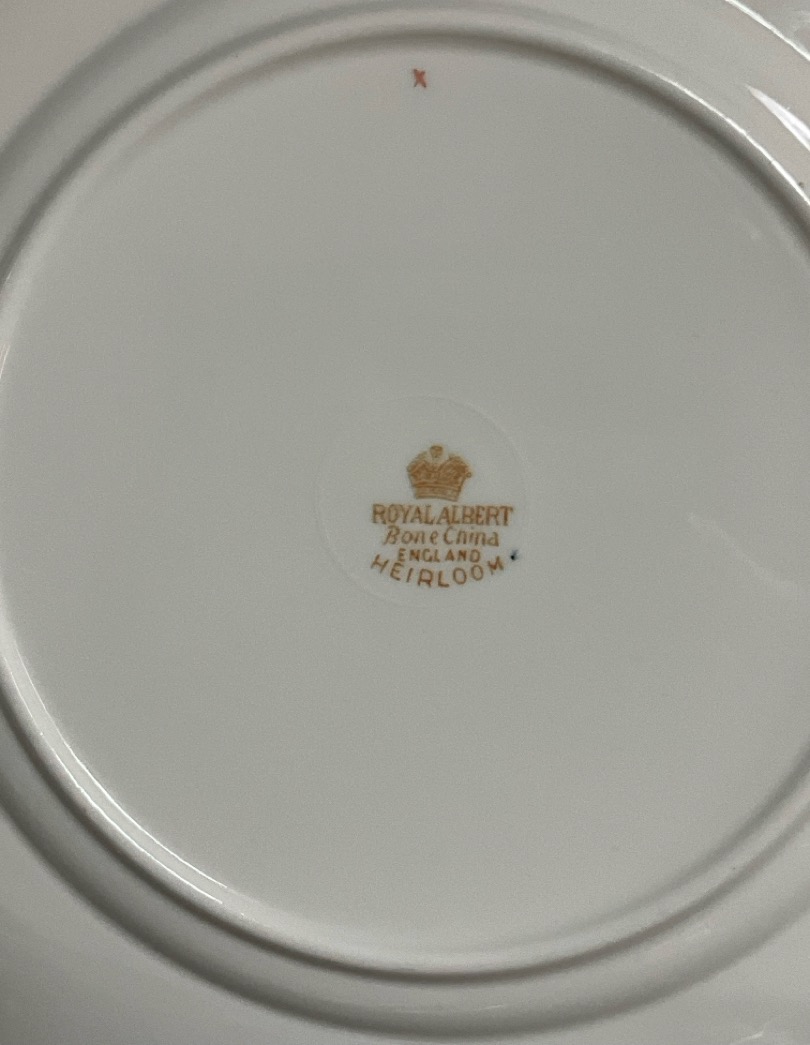 x
ROYAL ALBERT
Bone China
ENGLAND
HEIRLOOM